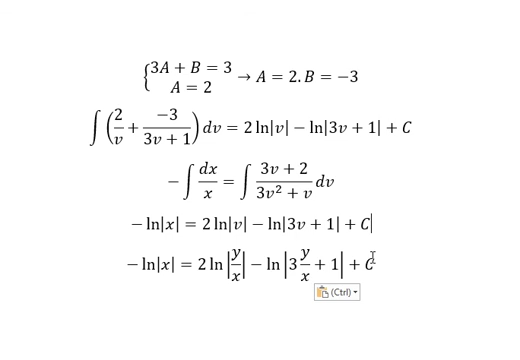 {3A + B = 3
A = 2 → A = 2. B = −3
∫ (2/v + −3/(3v + 1)) dv = 2 ln|v| − ln|3v + 1| + C
− ∫ dx/x = ∫ (3v + 2)/(3v² + v) dv
− ln|x| = 2 ln|v| − ln|3v + 1| + C
− ln|x| = 2 ln |y/x| − ln |3 y/x + 1| + C
(Ctrl)